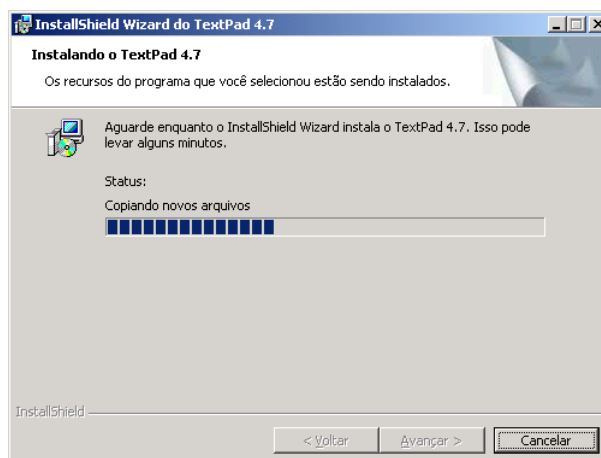 InstallShield Wizard do TextPad 4.7
Instalando o TextPad 4.7
Os recursos do programa que você selecionou estão sendo instalados.
Aguarde enquanto o InstallShield Wizard instala o TextPad 4.7. Isso pode
levar alguns minutos.
Status:
Copiando novos arquivos
InstallShield
< Voltar
Avançar >
Cancelar